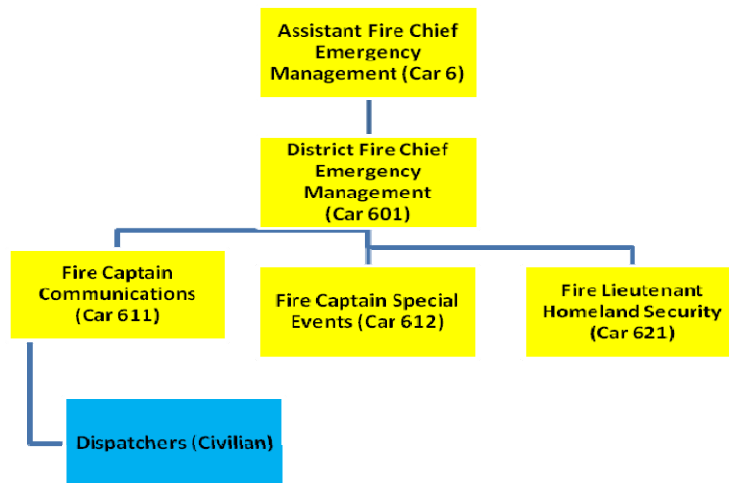 Assistant Fire Chief
Emergency
Management (Car 6)
District Fire Chief
Emergency
Management
(Car 601)
Fire Captain
Communications
(Car 611)
Fire Captain Special
Events (Car 612)
Fire Lieutenant
Homeland Security
(Car 621)
Dispatchers (Civilian)